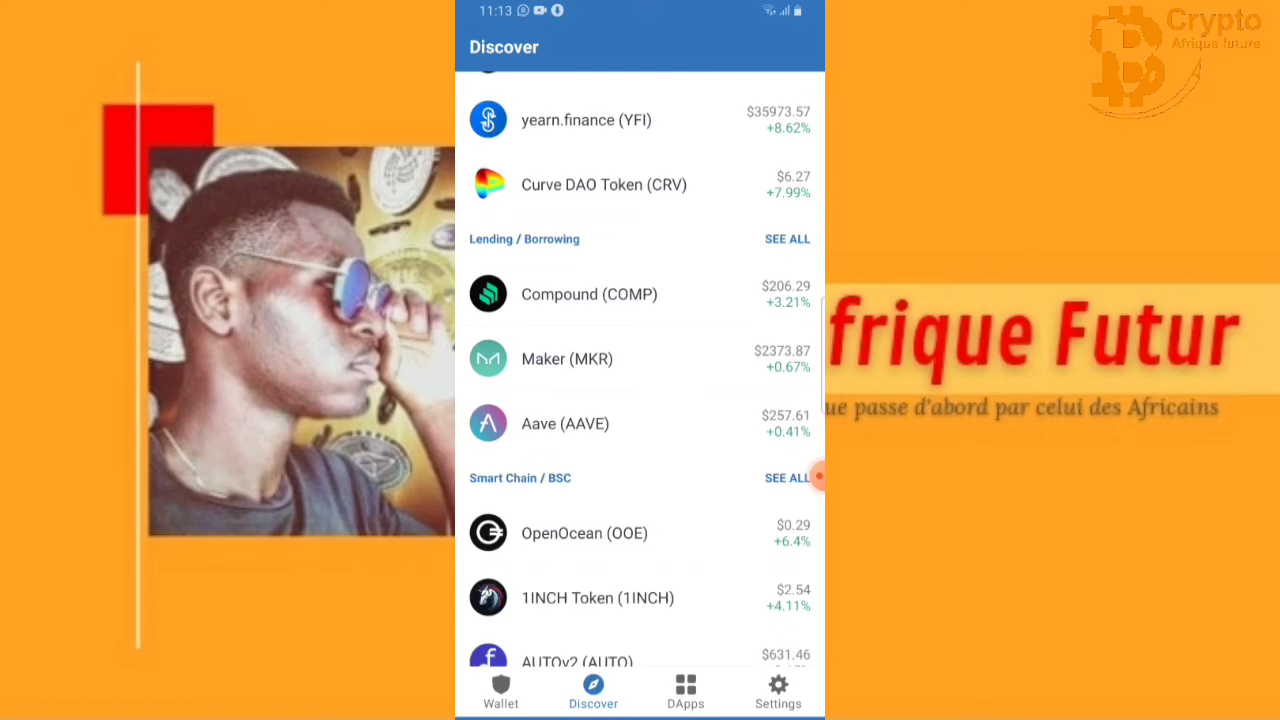 11:13
Discover
yearn.finance (YFI)
$35973.57
+8.62%
Curve DAO Token (CRV)
$6.27
+7.99%
Lending / Borrowing
SEE ALL
Compound (COMP)
$206.29
+3.21%
Maker (MKR)
$2373.87
+0.67%
Aave (AAVE)
$257.61
+0.41%
Smart Chain / BSC
SEE ALL
OpenOcean (OOE)
$0.29
+6.4%
1INCH Token (1INCH)
$2.54
+4.11%
AUTOv2 (AUTO)
$631.46
Wallet
Discover
DApps
Settings
Crypto
Afrique future
frique Futur
ue passe d'abord par celui des Africains